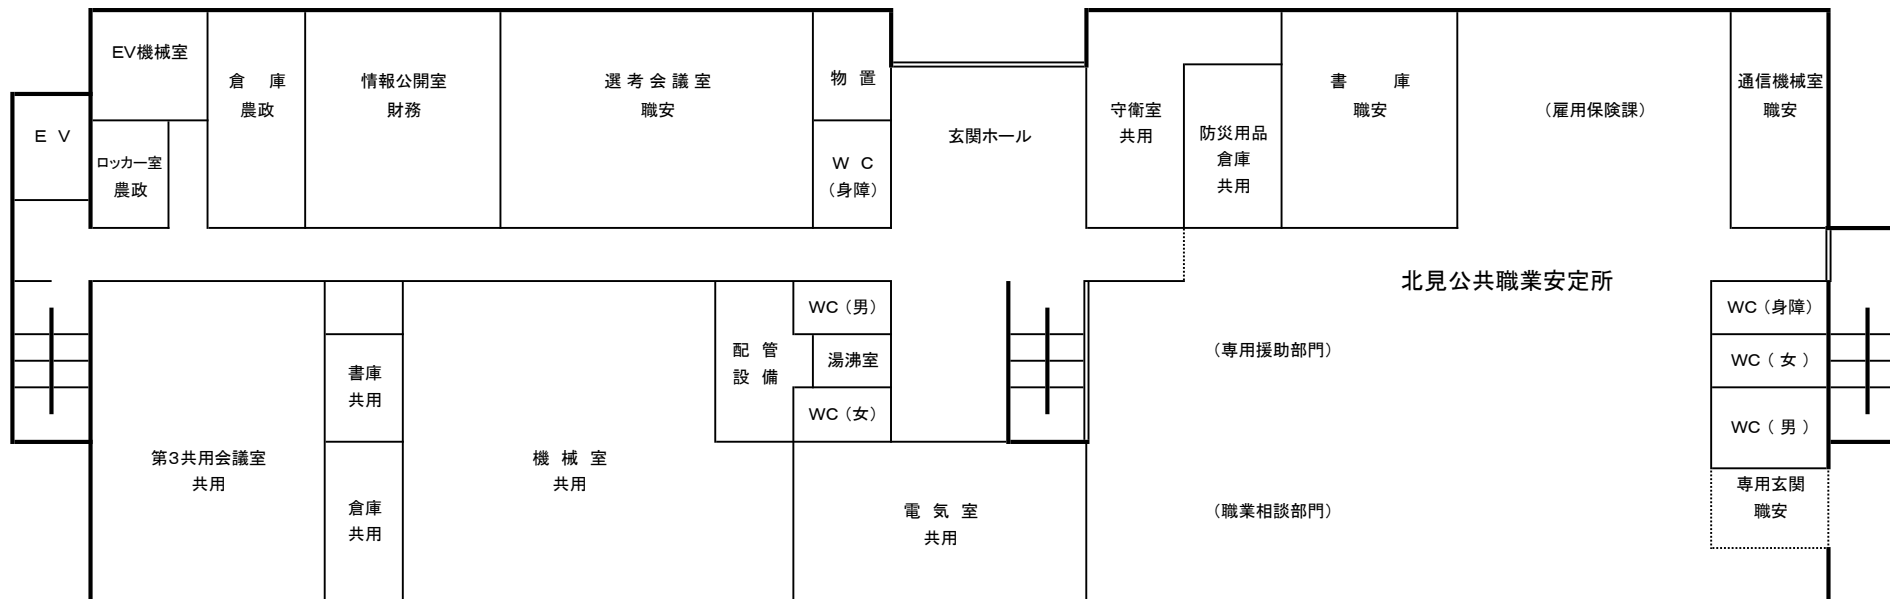 EV機械室
倉　庫
農政
情報公開室
財務
選 考 会 議 室
職安
物 置
玄関ホール
守衛室
共用
防災用品
倉庫
共用
書　　庫
職安
（雇用保険課）
通信機械室
職安
E V
ロッカー室
農政
W C
（身障）
北見公共職業安定所
WC（男）
湯沸室
WC（女）
配 管
設 備
書庫
共用
（専用援助部門）
WC（身障）
WC（ 女 ）
WC（ 男 ）
第3共用会議室
共用
倉庫
共用
機 械 室
共用
電 気 室
共用
（職業相談部門）
専用玄関
職安